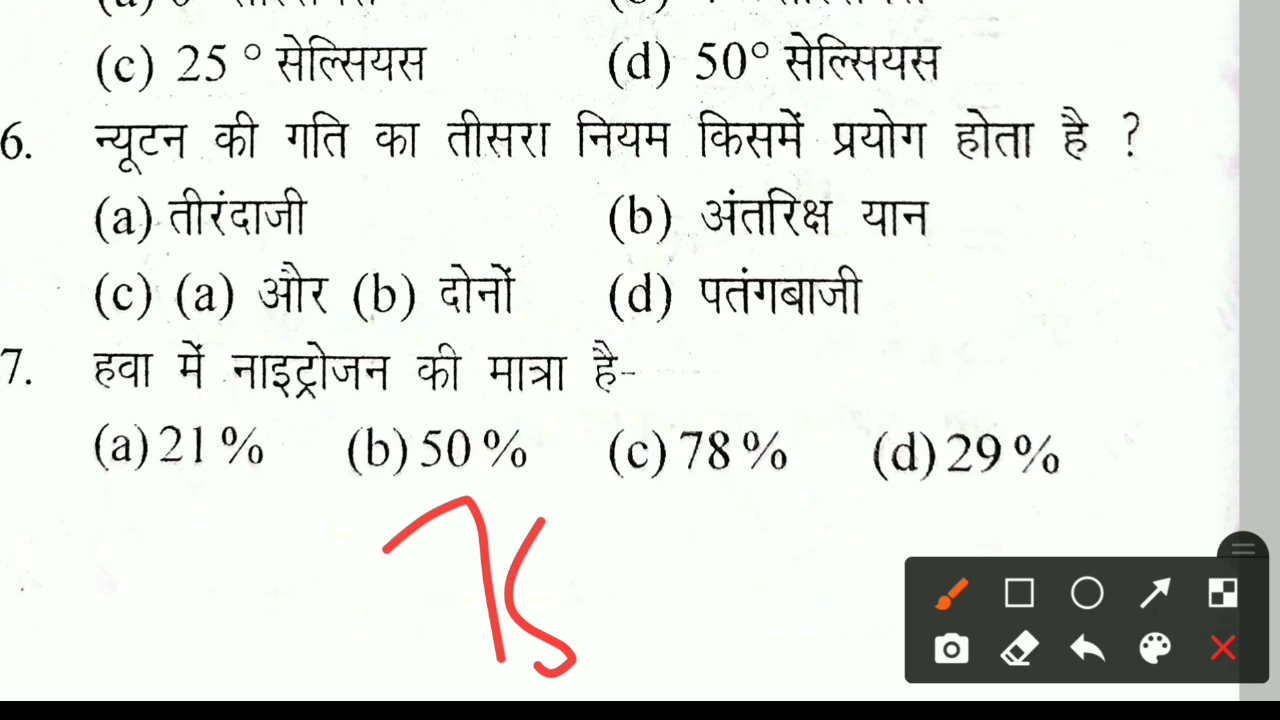 (c) 25 ° सेल्सियस (d) 50° सेल्सियस
6. न्यूटन की गति का तीसरा नियम किसमें प्रयोग होता है ?
(a) तीरंदाजी (b) अंतरिक्ष यान
(c) (a) और (b) दोनों (d) पतंगबाजी
7. हवा में नाइट्रोजन की मात्रा है-
(a) 21% (b) 50% (c) 78% (d) 29%